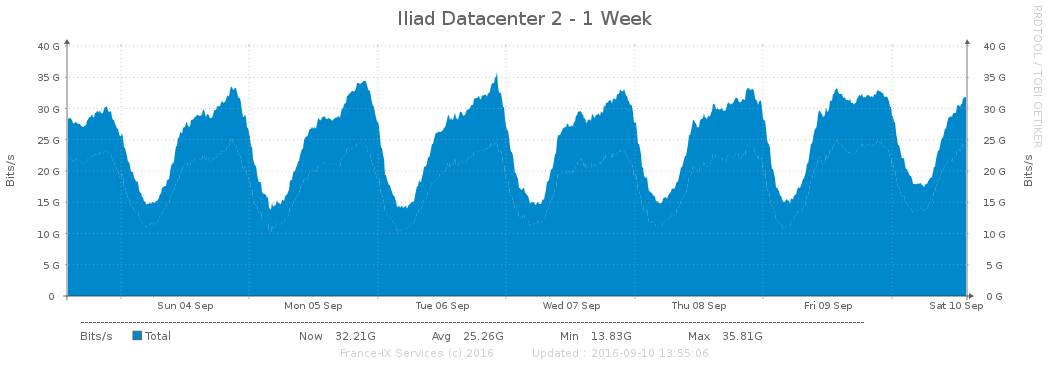 Iliad Datacenter 2 - 1 Week
RRDTOOL / TOBI OETIKER
Bits/s
40 G
35 G
30 G
25 G
20 G
15 G
10 G
5 G
0
40 G
35 G
30 G
25 G
20 G
15 G
10 G
5 G
0 G
Bits/s
Sun 04 Sep Mon 05 Sep Tue 06 Sep Wed 07 Sep Thu 08 Sep Fri 09 Sep Sat 10 Sep
Bits/s Total Now 32.21G Avg 25.26G Min 13.83G Max 35.81G
France-IX Services (c) 2016 Updated : 2016-09-10 13:55:06